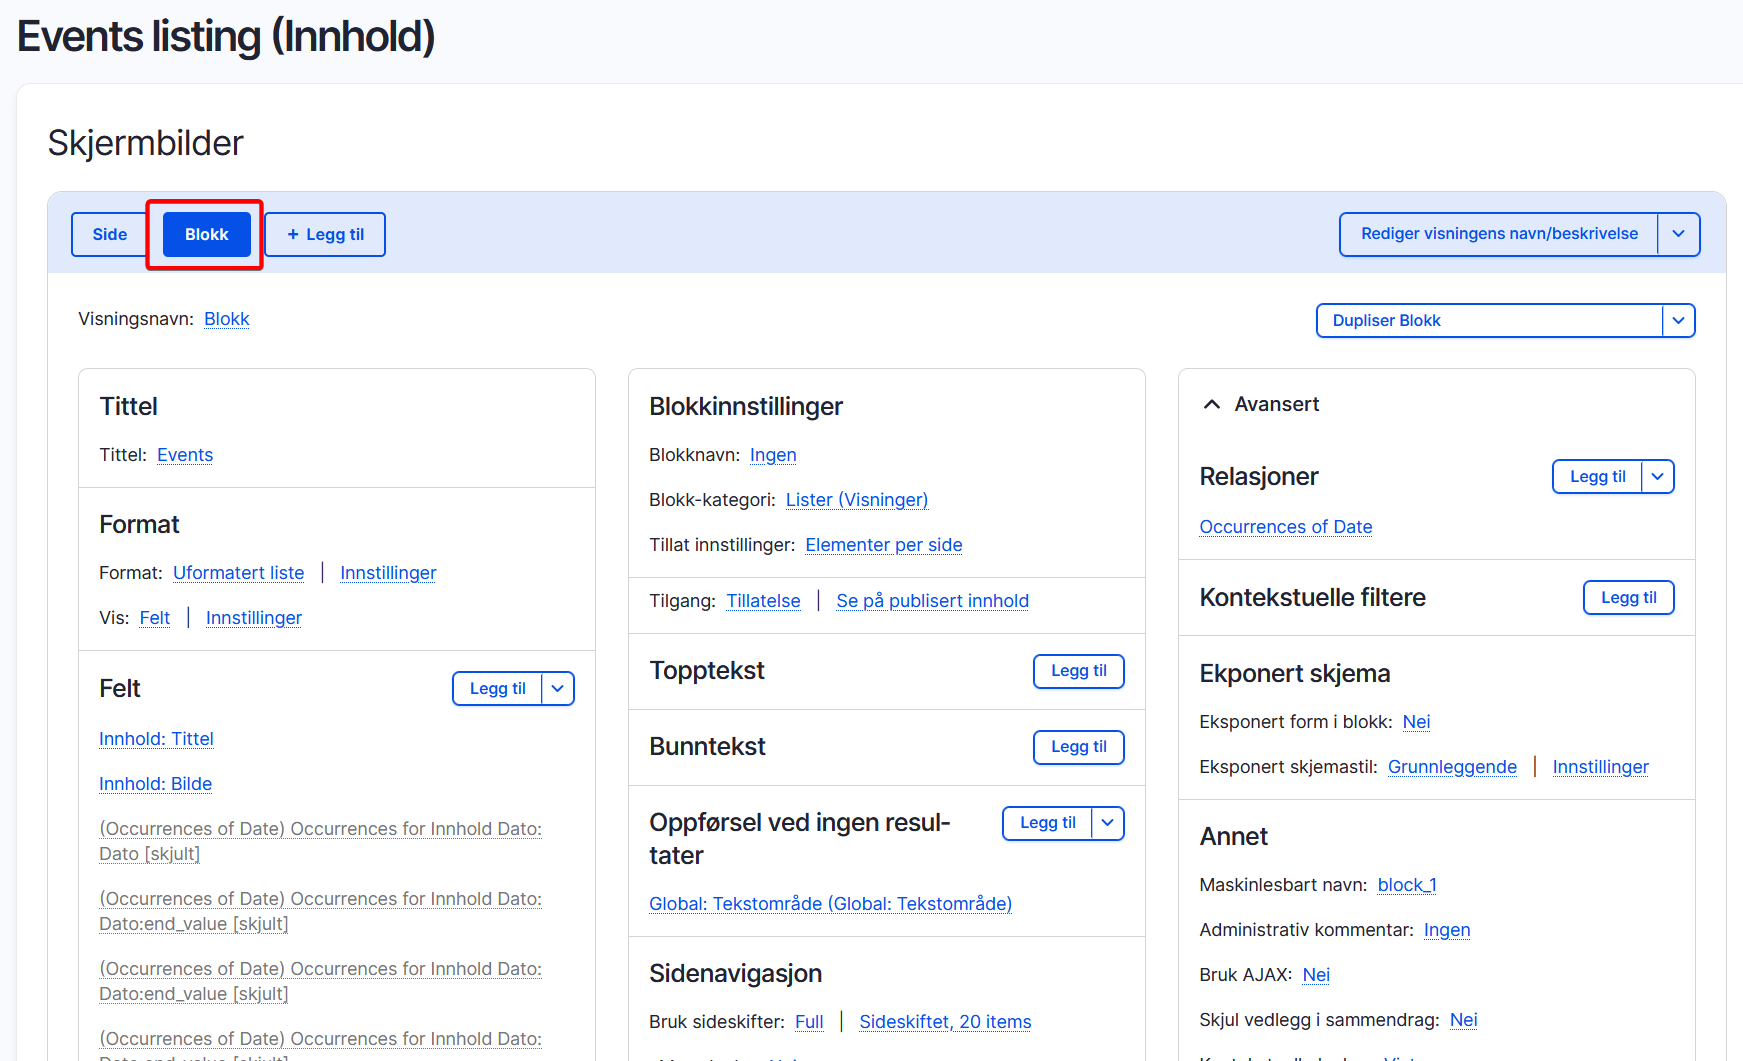 Events listing (Innhold)
Skjermbilder
Side
Blokk
+ Legg til
Rediger visningens navn/beskrivelse
Visningsnavn: Blokk
Dupliser Blokk
Tittel
Tittel: Events
Format
Format: Uformatert liste | Innstillinger
Vis: Felt | Innstillinger
Felt
Legg til
Innhold: Tittel
Innhold: Bilde
(Occurrences of Date) Occurrences for Innhold Dato:
Dato [skjult]
(Occurrences of Date) Occurrences for Innhold Dato:
Dato:end_value [skjult]
(Occurrences of Date) Occurrences for Innhold Dato:
Dato:end_value [skjult]
(Occurrences of Date) Occurrences for Innhold Dato:
Blokkinnstillinger
Blokknavn: Ingen
Blokk-kategori: Lister (Visninger)
Tillat innstillinger: Elementer per side
Tilgang: Tillatelse | Se på publisert innhold
Topptekst
Legg til
Bunntekst
Legg til
Oppførsel ved ingen resul-
tater
Legg til
Global: Tekstområde (Global: Tekstområde)
Sidenavigasjon
Bruk sideskifter: Full | Sideskiftet, 20 items
Avansert
Relasjoner
Legg til
Occurrences of Date
Kontekstuelle filtere
Legg til
Ekponert skjema
Eksponert form i blokk: Nei
Eksponert skjemastil: Grunnleggende | Innstillinger
Annet
Maskinlesbart navn: block_1
Administrativ kommentar: Ingen
Bruk AJAX: Nei
Skjul vedlegg i sammendrag: Nei